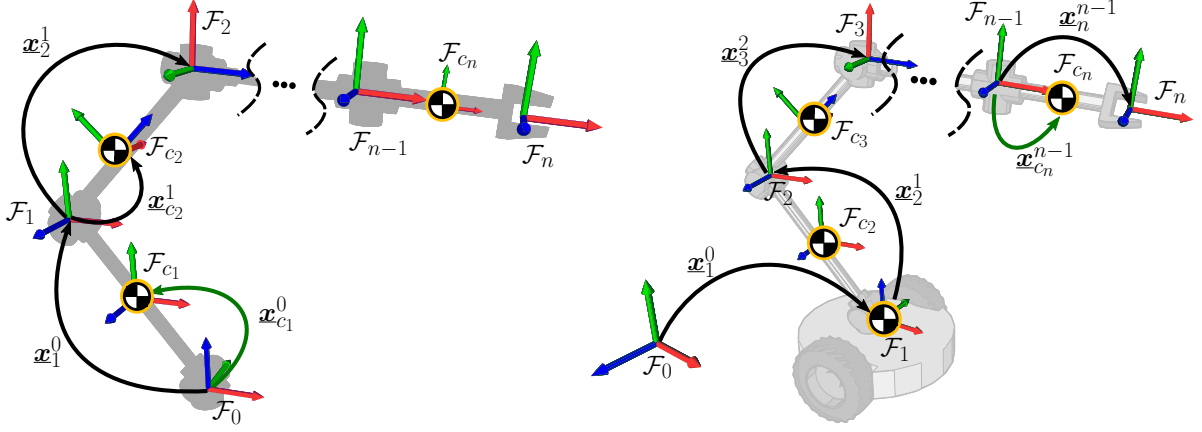 $\underline{\boldsymbol{x}}_2^1$
$\mathcal{F}_2$
$\mathcal{F}_{c_n}$
$\mathcal{F}_{n-1}$
$\mathcal{F}_n$
$\mathcal{F}_{c_2}$
$\underline{\boldsymbol{x}}_{c_2}^1$
$\mathcal{F}_1$
$\mathcal{F}_{c_1}$
$\underline{\boldsymbol{x}}_{c_1}^0$
$\underline{\boldsymbol{x}}_1^0$
$\mathcal{F}_0$
$\underline{\boldsymbol{x}}_3^2$
$\mathcal{F}_3$
$\mathcal{F}_{n-1}$
$\underline{\boldsymbol{x}}_n^{n-1}$
$\mathcal{F}_{c_n}$
$\mathcal{F}_n$
$\underline{\boldsymbol{x}}_{c_n}^{n-1}$
$\mathcal{F}_{c_3}$
$\mathcal{F}_2$
$\underline{\boldsymbol{x}}_2^1$
$\mathcal{F}_{c_2}$
$\underline{\boldsymbol{x}}_1^0$
$\mathcal{F}_0$
$\mathcal{F}_1$